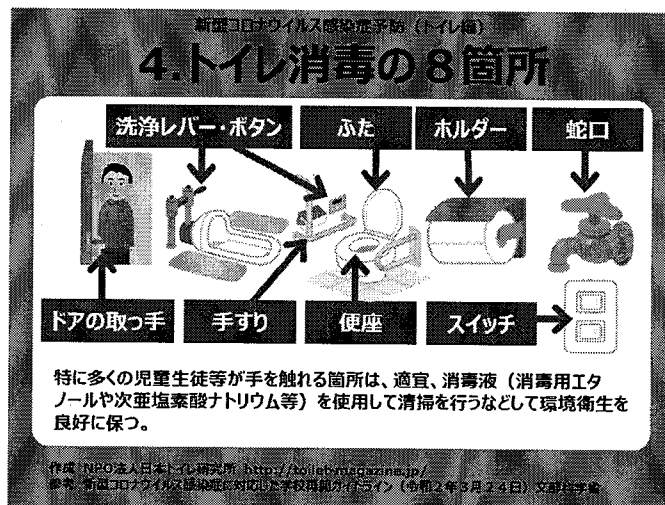 新型コロナウイルス感染症予防（トイレ編）
4.トイレ消毒の8箇所
洗浄レバー・ボタン
ふた
ホルダー
蛇口
ドアの取っ手
手すり
便座
スイッチ
特に多くの児童生徒等が手を触れる箇所は、適宜、消毒液（消毒用エタ
ノールや次亜塩素酸ナトリウム等）を使用して清掃を行うなどして環境衛生を
良好に保つ。
作成：NPO法人日本トイレ研究所 http://toilet-magazine.jp/
参考：新型コロナウイルス感染症に対応した学校再開ガイドライン（令和2年3月24日）文部科学省